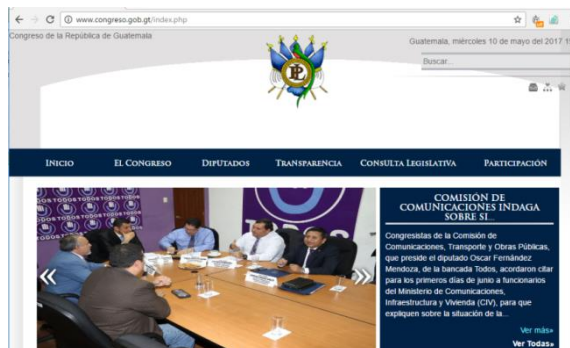 www.congreso.gob.gt/index.php
Congreso de la República de Guatemala
Guatemala, miércoles 10 de mayo del 2017 1
Buscar...
INICIO EL CONGRESO DIPUTADOS TRANSPARENCIA CONSULTA LEGISLATIVA PARTICIPACIÓN
COMISIÓN DE
COMUNICACIONES INDAGA
SOBRE SI...
Congresistas de la Comisión de
Comunicaciones, Transporte y Obras Públicas,
que preside el diputado Oscar Fernández
Mendoza, de la bancada Todos, acordaron citar
para los primeros días de junio a funcionarios
del Ministerio de Comunicaciones,
Infraestructura y Vivienda (CIV), para que
expliquen sobre la situación de la...
Ver más»
Ver Todas»